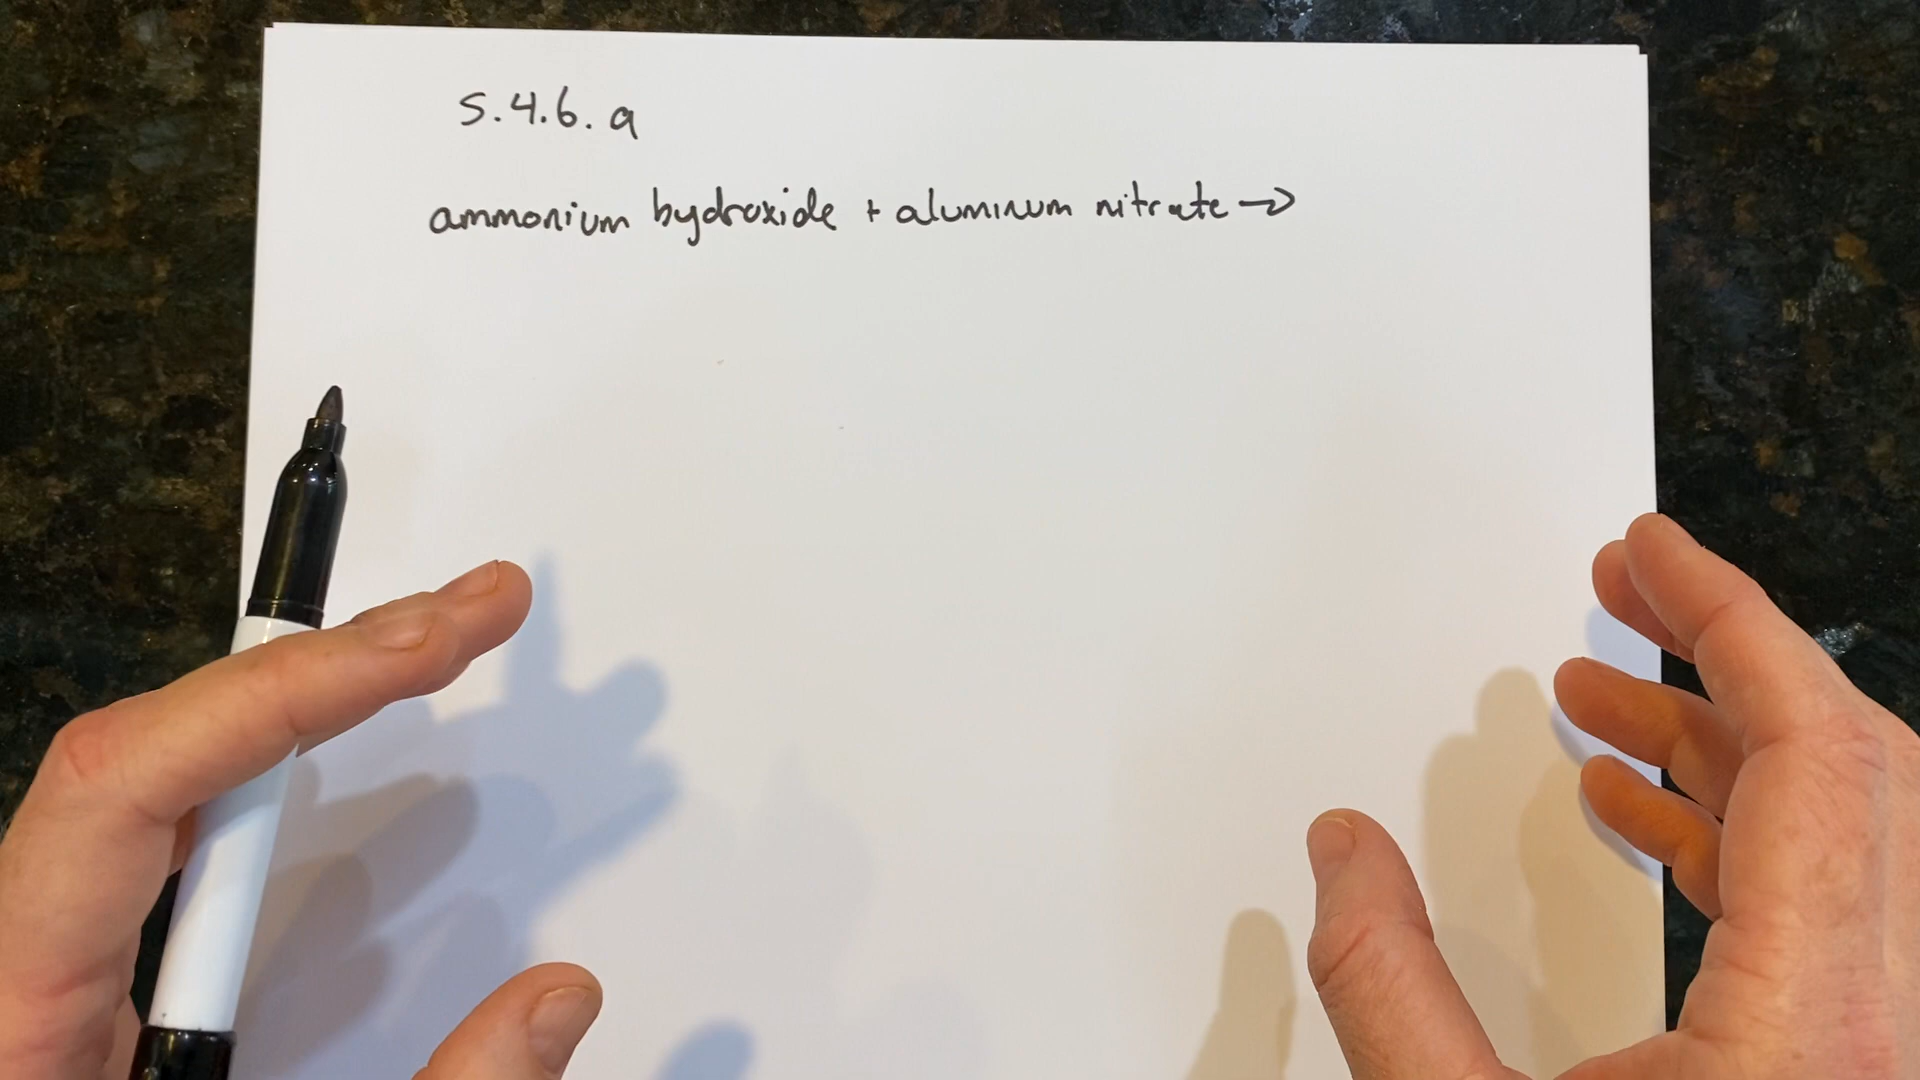 5.4.6. a
ammonium hydroxide + aluminum nitrate →